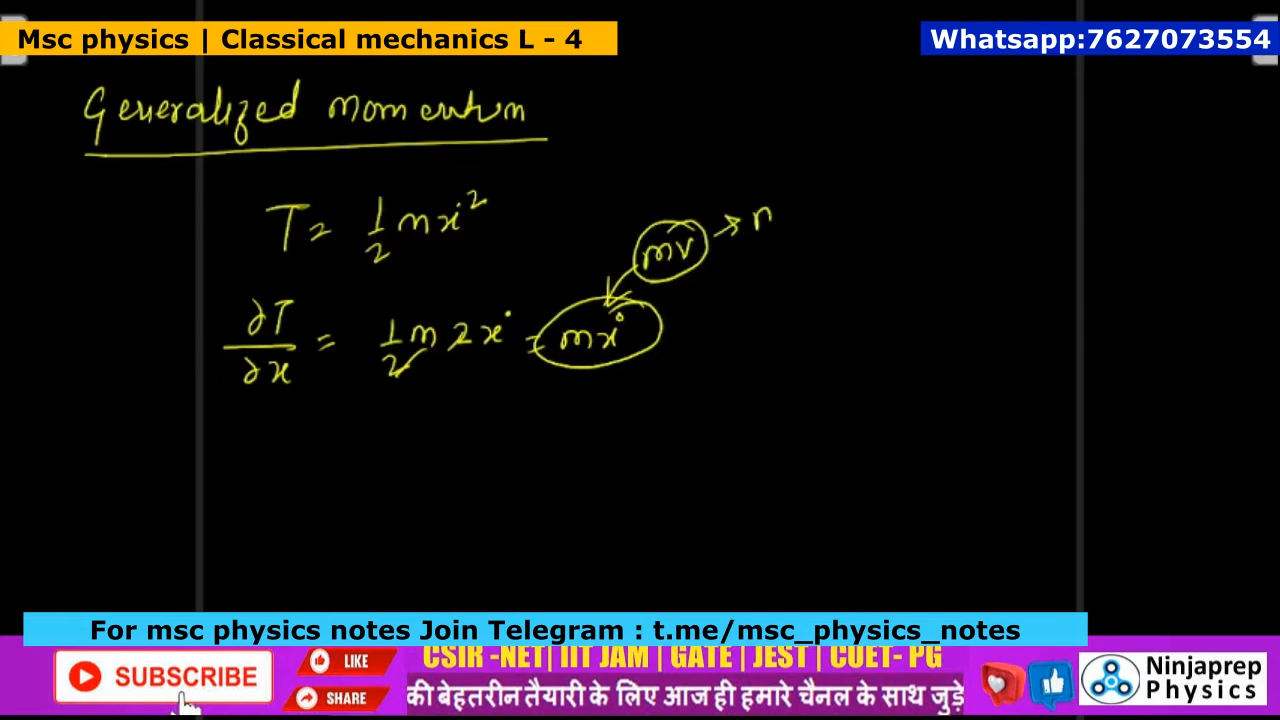 Msc physics | Classical mechanics L - 4
Whatsapp:7627073554
Generalized momentum
T = 1/2 mẋ²
mv → n
∂T/∂x = 1/2 m 2ẋ = mẋ
For msc physics notes Join Telegram : t.me/msc_physics_notes
SUBSCRIBE
LIKE
SHARE
CSIR -NET| IIT JAM | GATE | JEST | CUET- PG
की बेहतरीन तैयारी के लिए आज ही हमारे चैनल के साथ जुड़े
Ninjaprep
Physics